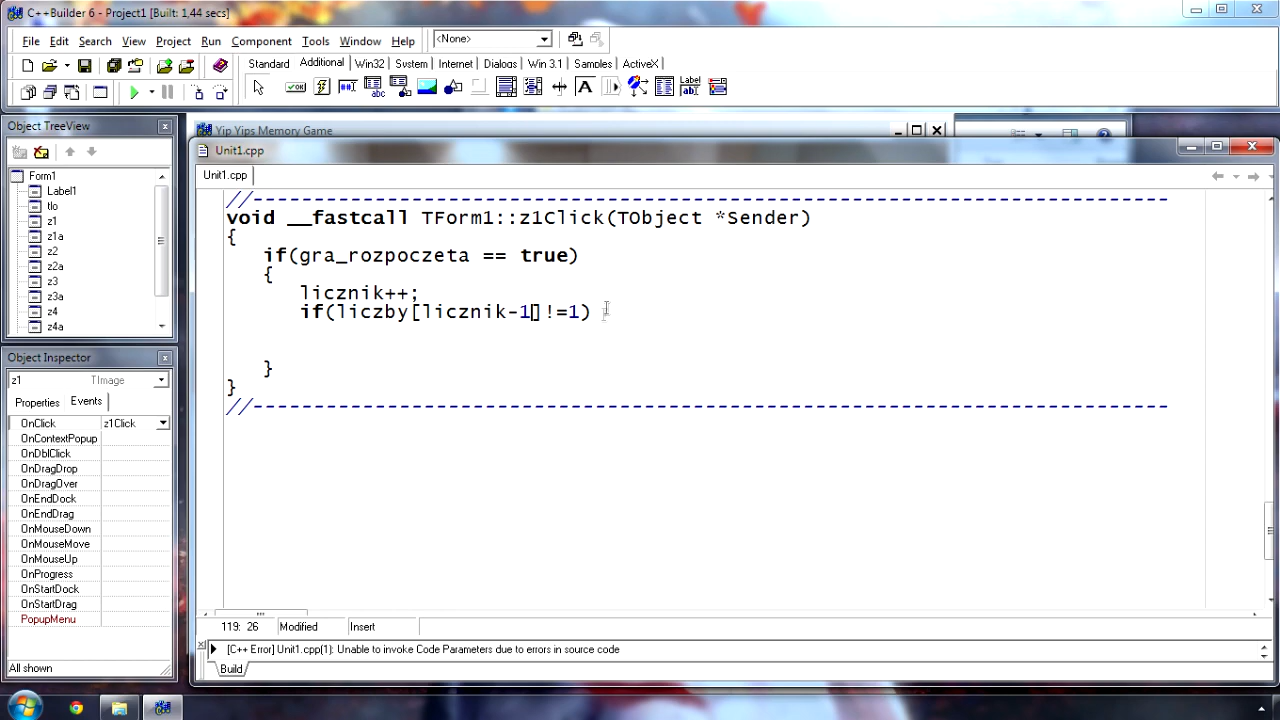 C++Builder 6 - Project1 [Built: 1,44 secs]
File Edit Search View Project Run Component Tools Window Help <None>
Standard Additional Win32 System Internet Dialogs Win 3.1 Samples ActiveX
Object TreeView
Form1
Label1
tlo
z1
z1a
z2
z2a
z3
z3a
z4
z4a
Object Inspector
z1 TImage
Properties Events
OnClick z1Click
OnContextPopup
OnDblClick
OnDragDrop
OnDragOver
OnEndDock
OnEndDrag
OnMouseDown
OnMouseMove
OnMouseUp
OnProgress
OnStartDock
OnStartDrag
PopupMenu
All shown
Yip Yips Memory Game
Unit1.cpp
Unit1.cpp
//-----------------------------------------------------------------------------
void __fastcall TForm1::z1Click(TObject *Sender)
{
if(gra_rozpoczeta == true)
{
licznik++;
if(liczby[licznik-1]!=1)
}
}
//-----------------------------------------------------------------------------
119: 26 Modified Insert
[C++ Error] Unit1.cpp(1): Unable to invoke Code Parameters due to errors in source code
Build